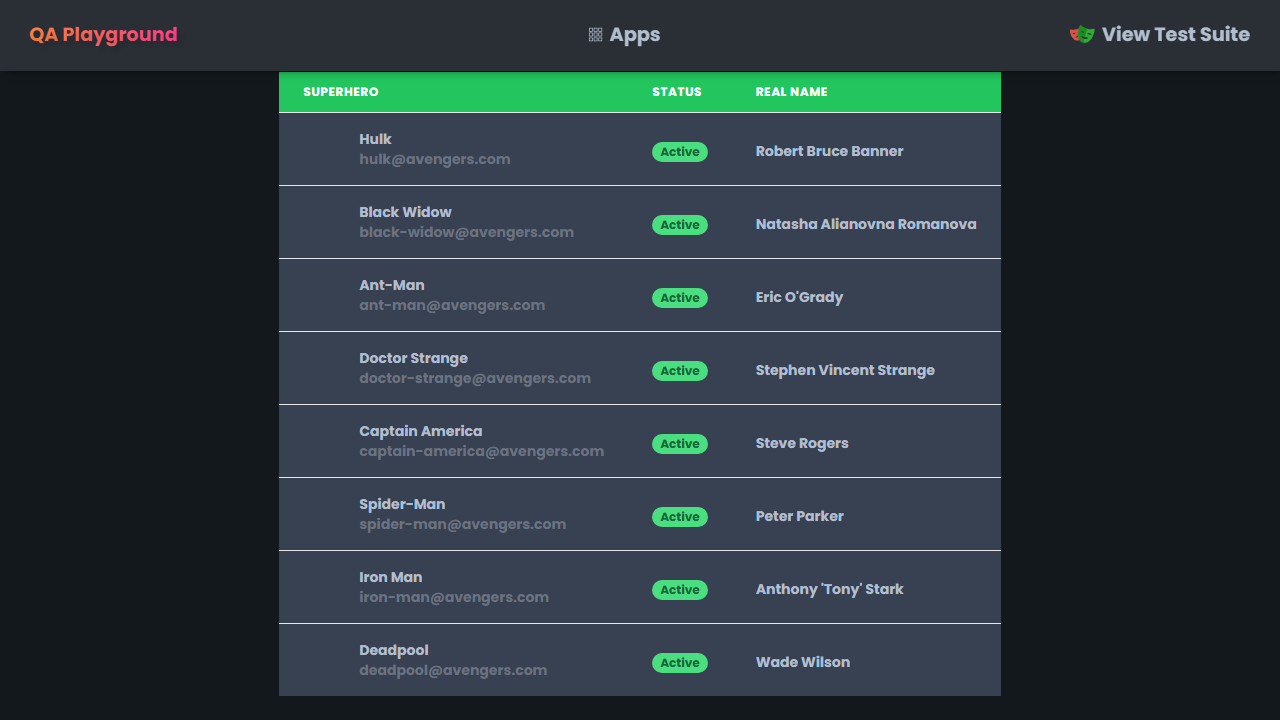 QA Playground
Apps
View Test Suite
SUPERHERO STATUS REAL NAME
Hulk
hulk@avengers.com
Active
Robert Bruce Banner
Black Widow
black-widow@avengers.com
Active
Natasha Alianovna Romanova
Ant-Man
ant-man@avengers.com
Active
Eric O'Grady
Doctor Strange
doctor-strange@avengers.com
Active
Stephen Vincent Strange
Captain America
captain-america@avengers.com
Active
Steve Rogers
Spider-Man
spider-man@avengers.com
Active
Peter Parker
Iron Man
iron-man@avengers.com
Active
Anthony 'Tony' Stark
Deadpool
deadpool@avengers.com
Active
Wade Wilson